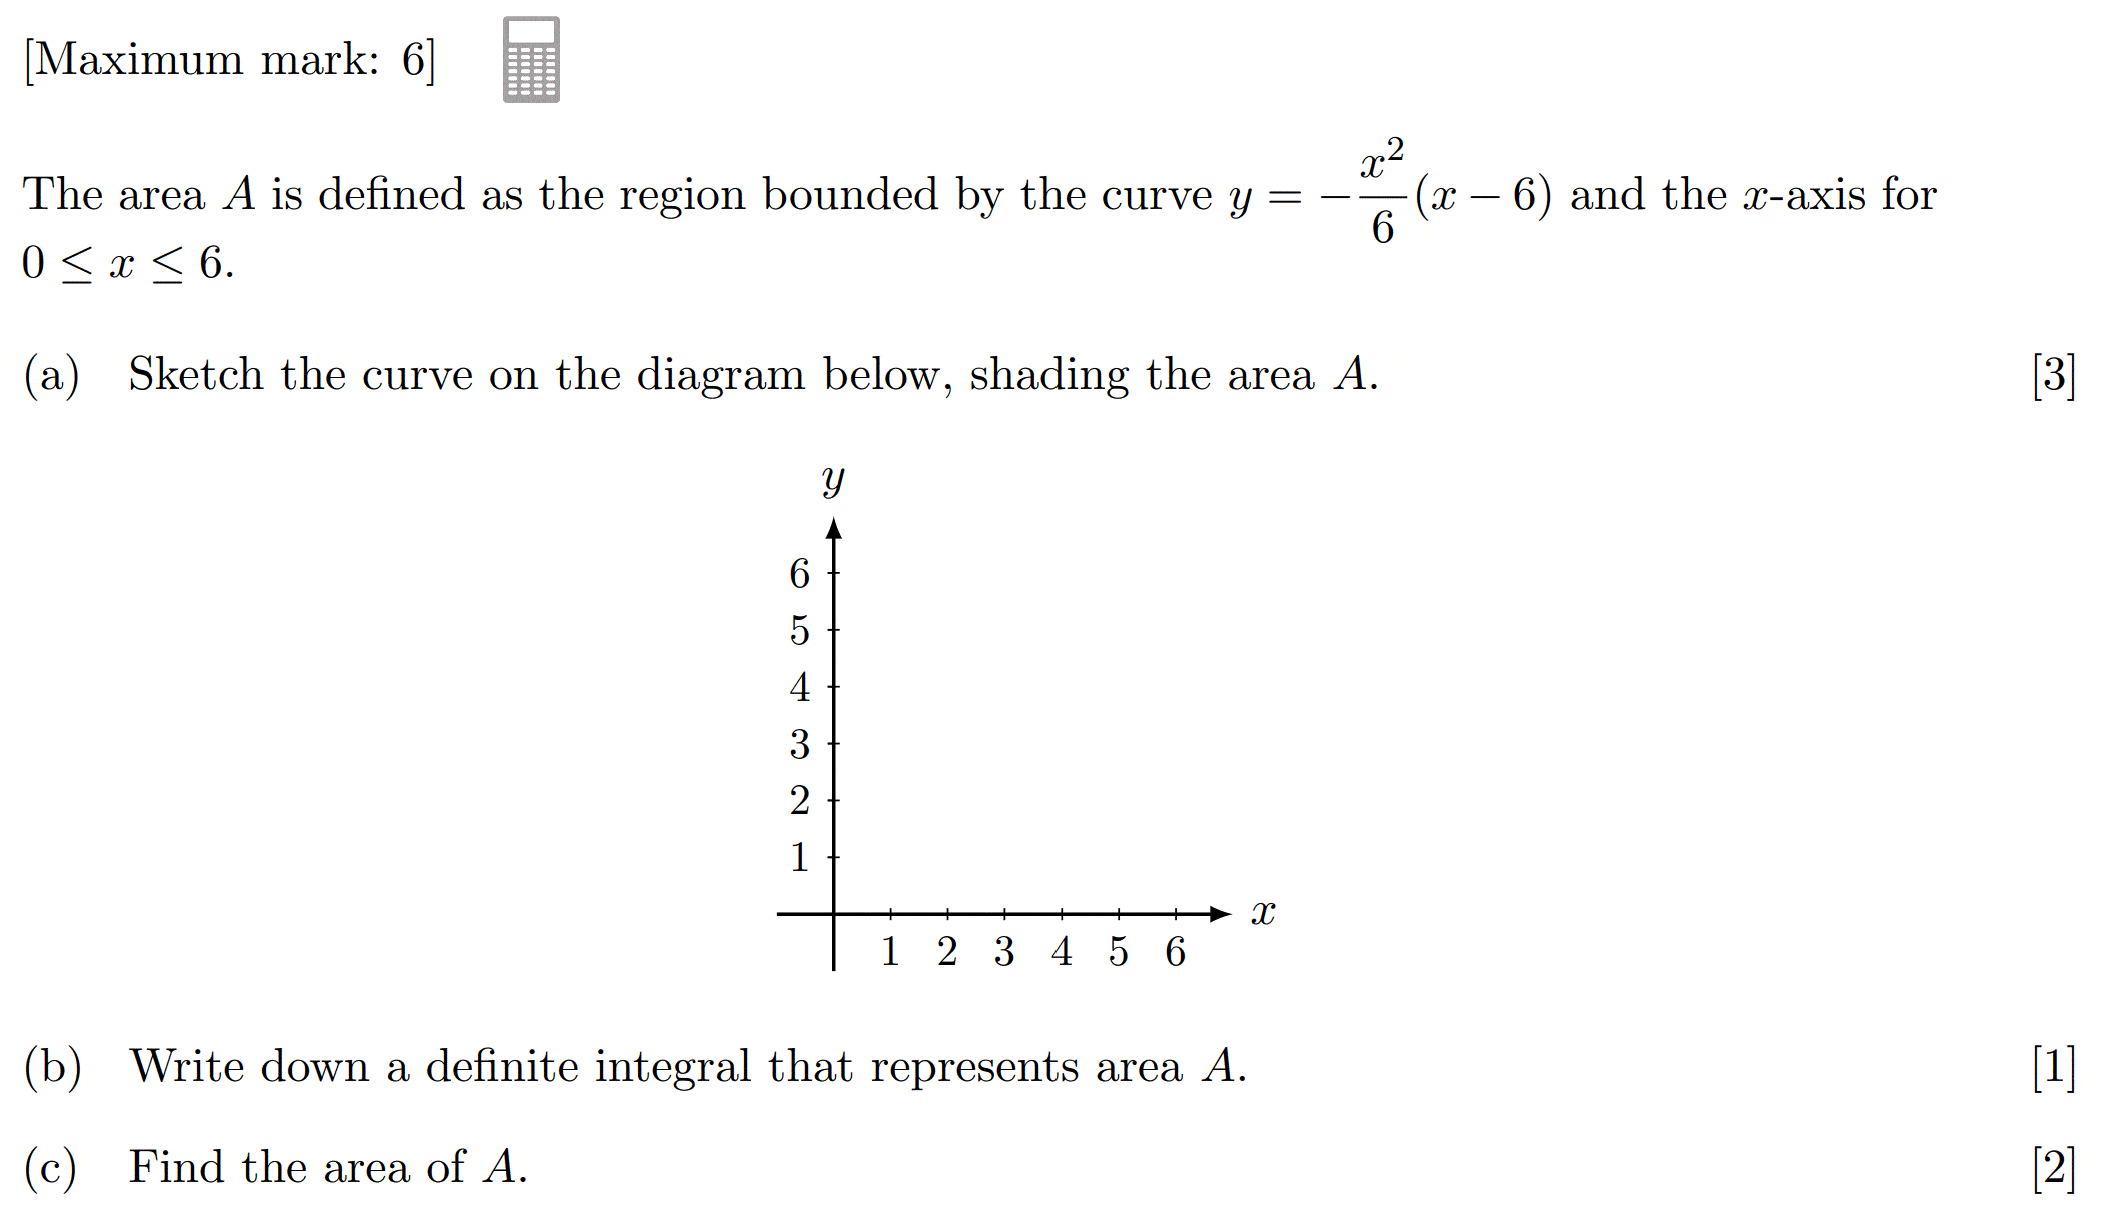 [Maximum mark: 6]
The area A is defined as the region bounded by the curve y = −x²/6 (x − 6) and the x-axis for
0 ≤ x ≤ 6.
(a) Sketch the curve on the diagram below, shading the area A. [3]
y
6
5
4
3
2
1
x
1 2 3 4 5 6
(b) Write down a definite integral that represents area A. [1]
(c) Find the area of A. [2]